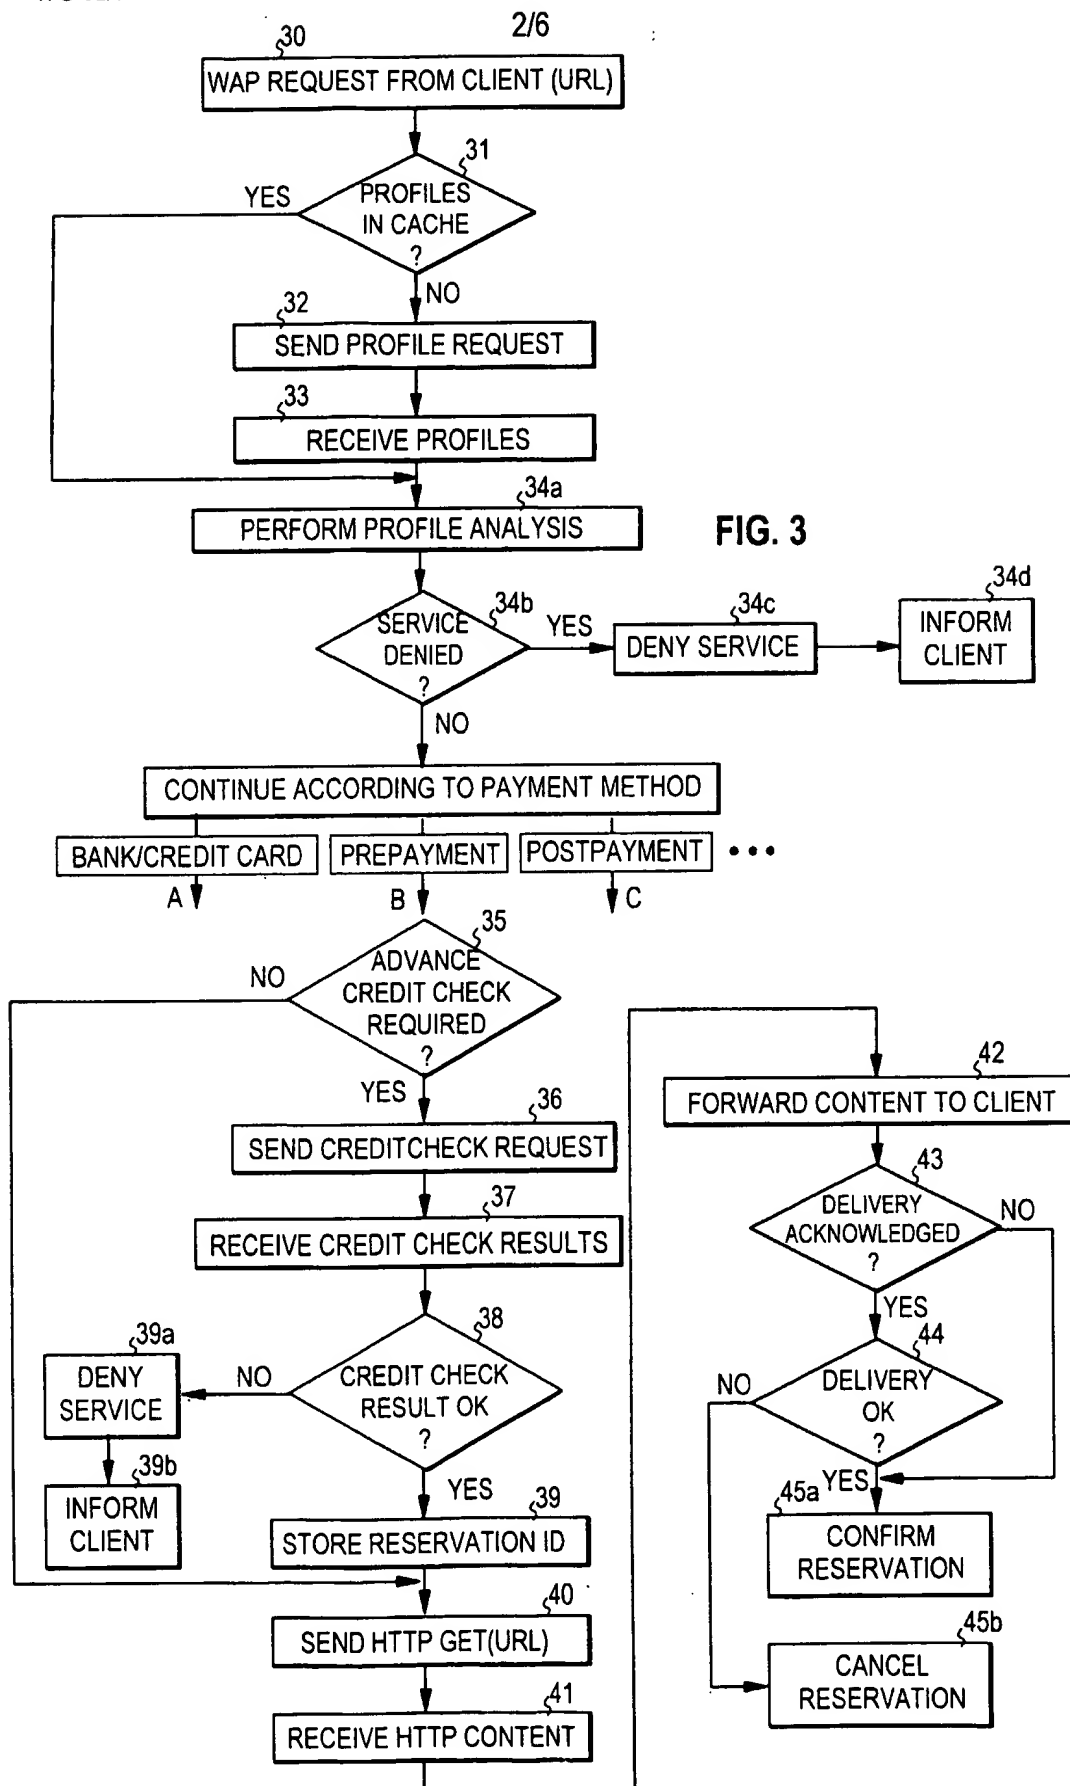 2/6
30
WAP REQUEST FROM CLIENT (URL)
31
YES
PROFILES
IN CACHE
?
NO
32
SEND PROFILE REQUEST
33
RECEIVE PROFILES
34a
PERFORM PROFILE ANALYSIS
FIG. 3
34b
SERVICE
DENIED
?
YES
34c
DENY SERVICE
34d
INFORM
CLIENT
NO
CONTINUE ACCORDING TO PAYMENT METHOD
BANK/CREDIT CARD
PREPAYMENT
POSTPAYMENT
•••
A
B
C
35
NO
ADVANCE
CREDIT CHECK
REQUIRED
?
YES
36
SEND CREDITCHECK REQUEST
37
RECEIVE CREDIT CHECK RESULTS
38
CREDIT CHECK
RESULT OK
?
NO
39a
DENY
SERVICE
39b
INFORM
CLIENT
YES
39
STORE RESERVATION ID
40
SEND HTTP GET(URL)
41
RECEIVE HTTP CONTENT
42
FORWARD CONTENT TO CLIENT
43
DELIVERY
ACKNOWLEDGED
?
NO
YES
44
NO
DELIVERY
OK
?
YES
45a
CONFIRM
RESERVATION
45b
CANCEL
RESERVATION